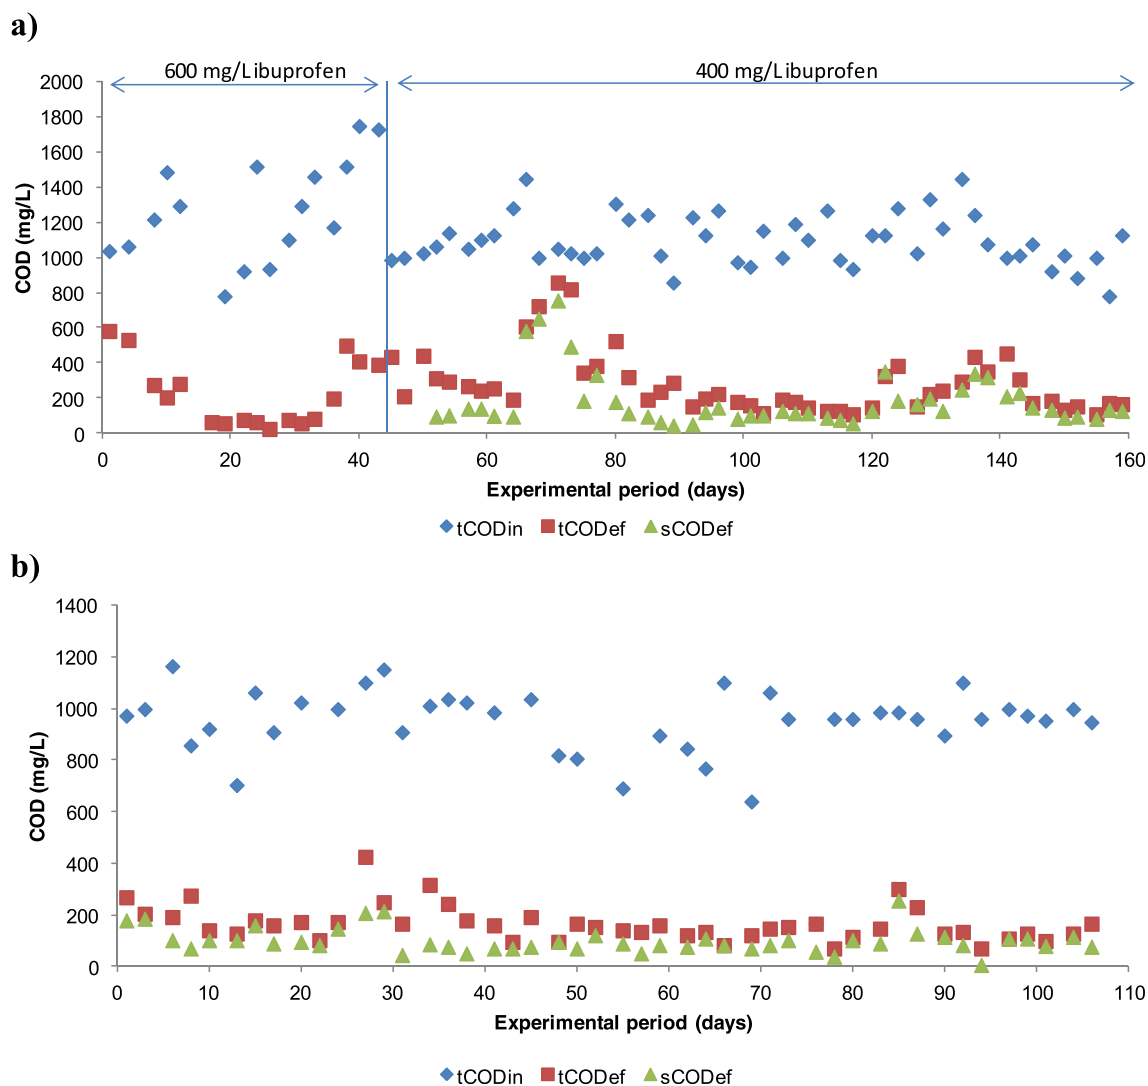 a)
600 mg/Libuprofen 400 mg/Libuprofen
2000
1800
1600
1400
1200
1000
800
600
400
200
0
COD (mg/L)
0 20 40 60 80 100 120 140 160
Experimental period (days)
tCODin tCODef sCODef
b)
1400
1200
1000
800
600
400
200
0
COD (mg/L)
0 10 20 30 40 50 60 70 80 90 100 110
Experimental period (days)
tCODin tCODef sCODef